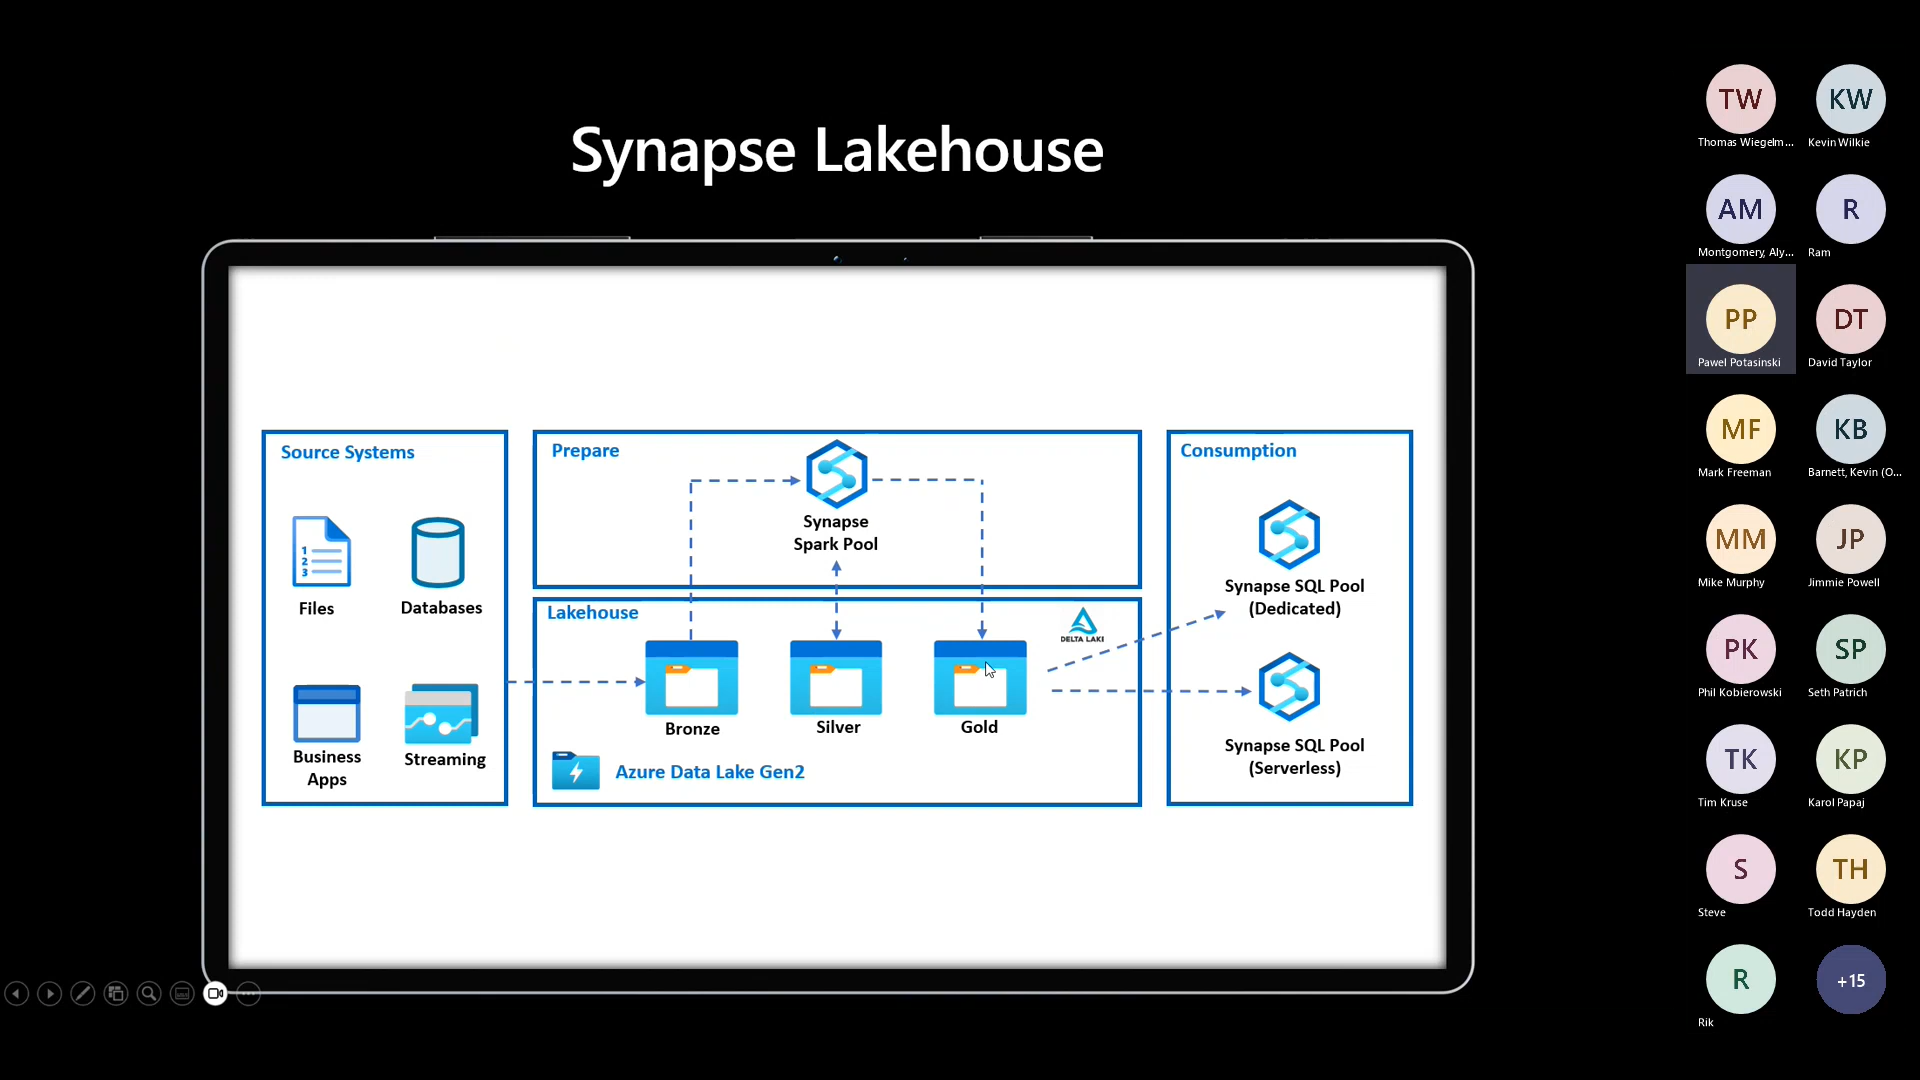 Synapse Lakehouse
Source Systems
Files
Databases
Business
Apps
Streaming
Prepare
Synapse
Spark Pool
Lakehouse
DELTA LAKE
Bronze
Silver
Gold
Azure Data Lake Gen2
Consumption
Synapse SQL Pool
(Dedicated)
Synapse SQL Pool
(Serverless)
1
2
3
TW
Thomas Wiegelm...
KW
Kevin Wilkie
AM
Montgomery, Aly...
R
Ram
PP
Pawel Potasinski
DT
David Taylor
MF
Mark Freeman
KB
Barnett, Kevin (O...
MM
Mike Murphy
JP
Jimmie Powell
PK
Phil Kobierowski
SP
Seth Patrich
TK
Tim Kruse
KP
Karol Papaj
S
Steve
TH
Todd Hayden
R
Rik
+15